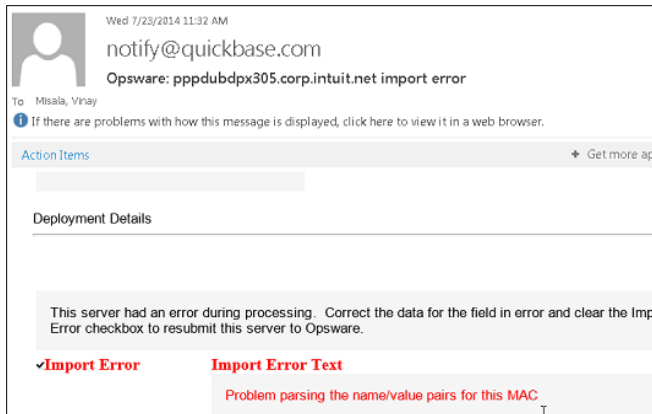 Wed 7/23/2014 11:32 AM
notify@quickbase.com
Opsware: pppdubdpx305.corp.intuit.net import error
To Misala, Vinay
If there are problems with how this message is displayed, click here to view it in a web browser.
Action Items
+ Get more ap
Deployment Details
This server had an error during processing. Correct the data for the field in error and clear the Imp
Error checkbox to resubmit this server to Opsware.
✔Import Error Import Error Text
Problem parsing the name/value pairs for this MAC